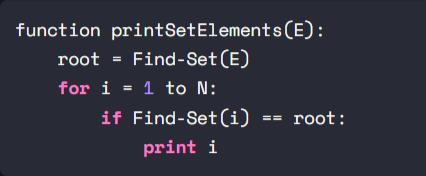 function printSetElements(E):
    root = Find-Set(E)
    for i = 1 to N:
        if Find-Set(i) == root:
            print i